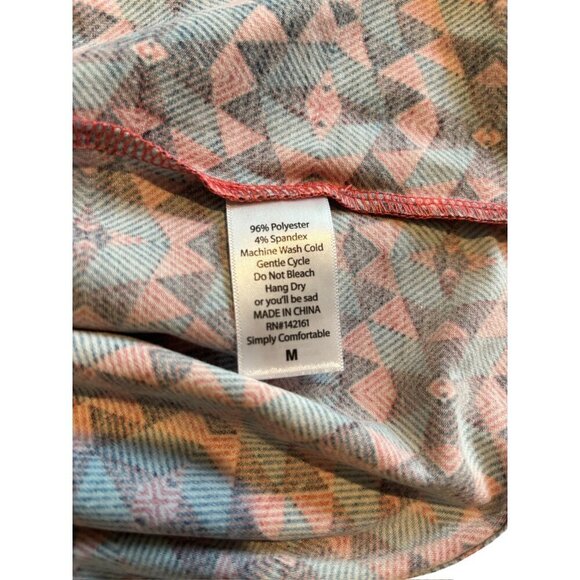 96% Polyester
4% Spandex
Machine Wash Cold
Gentle Cycle
Do Not Bleach
Hang Dry
or you'll be sad
MADE IN CHINA
RN#142161
Simply Comfortable
M